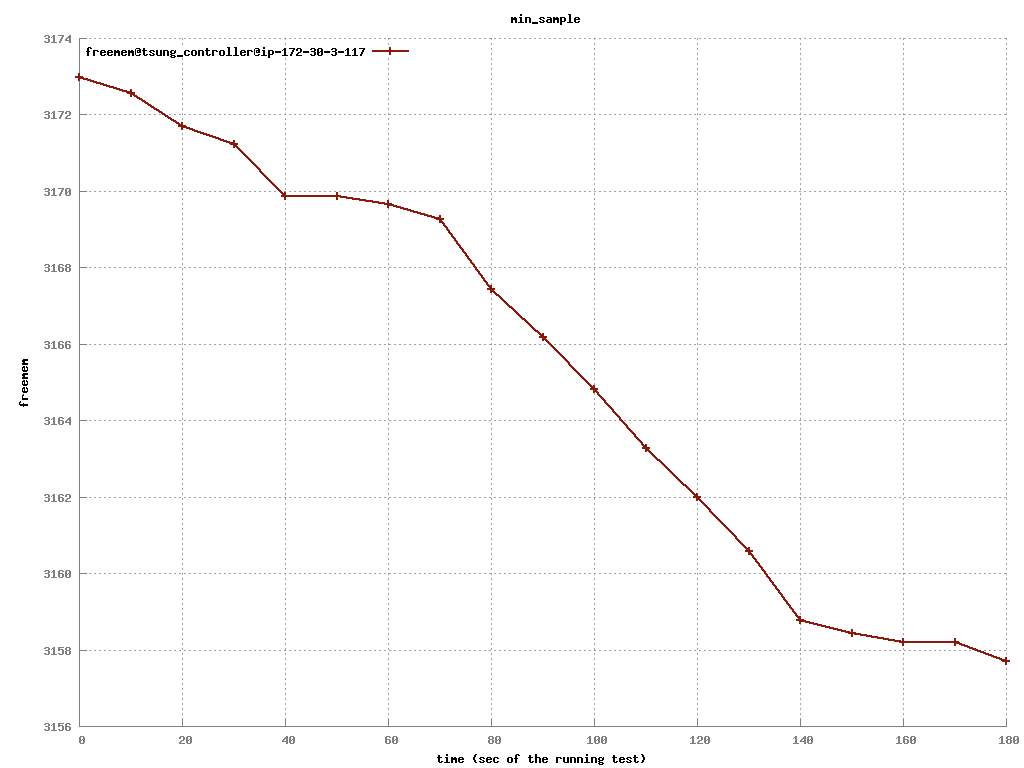 min_sample
freemem@tsung_controller@ip-172-30-3-117
3174
3172
3170
3168
3166
3164
3162
3160
3158
3156
freemem
0 20 40 60 80 100 120 140 160 180
time (sec of the running test)